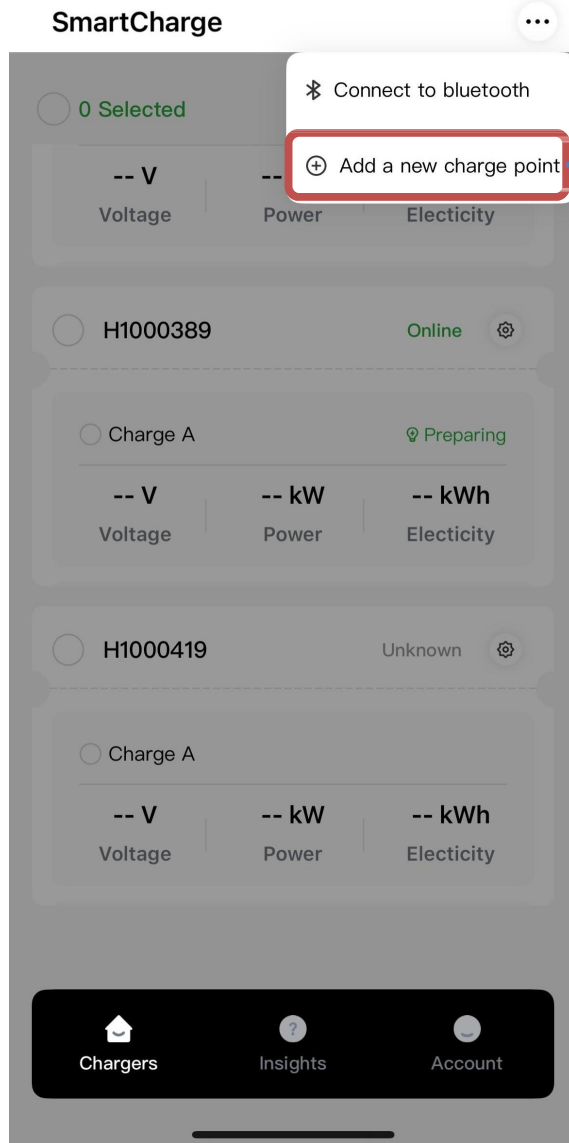 SmartCharge
Connect to bluetooth
0 Selected
Add a new charge point
-- V --
Voltage Power Electicity
H1000389 Online
Charge A Preparing
-- V -- kW -- kWh
Voltage Power Electicity
H1000419 Unknown
Charge A
-- V -- kW -- kWh
Voltage Power Electicity
Chargers Insights Account